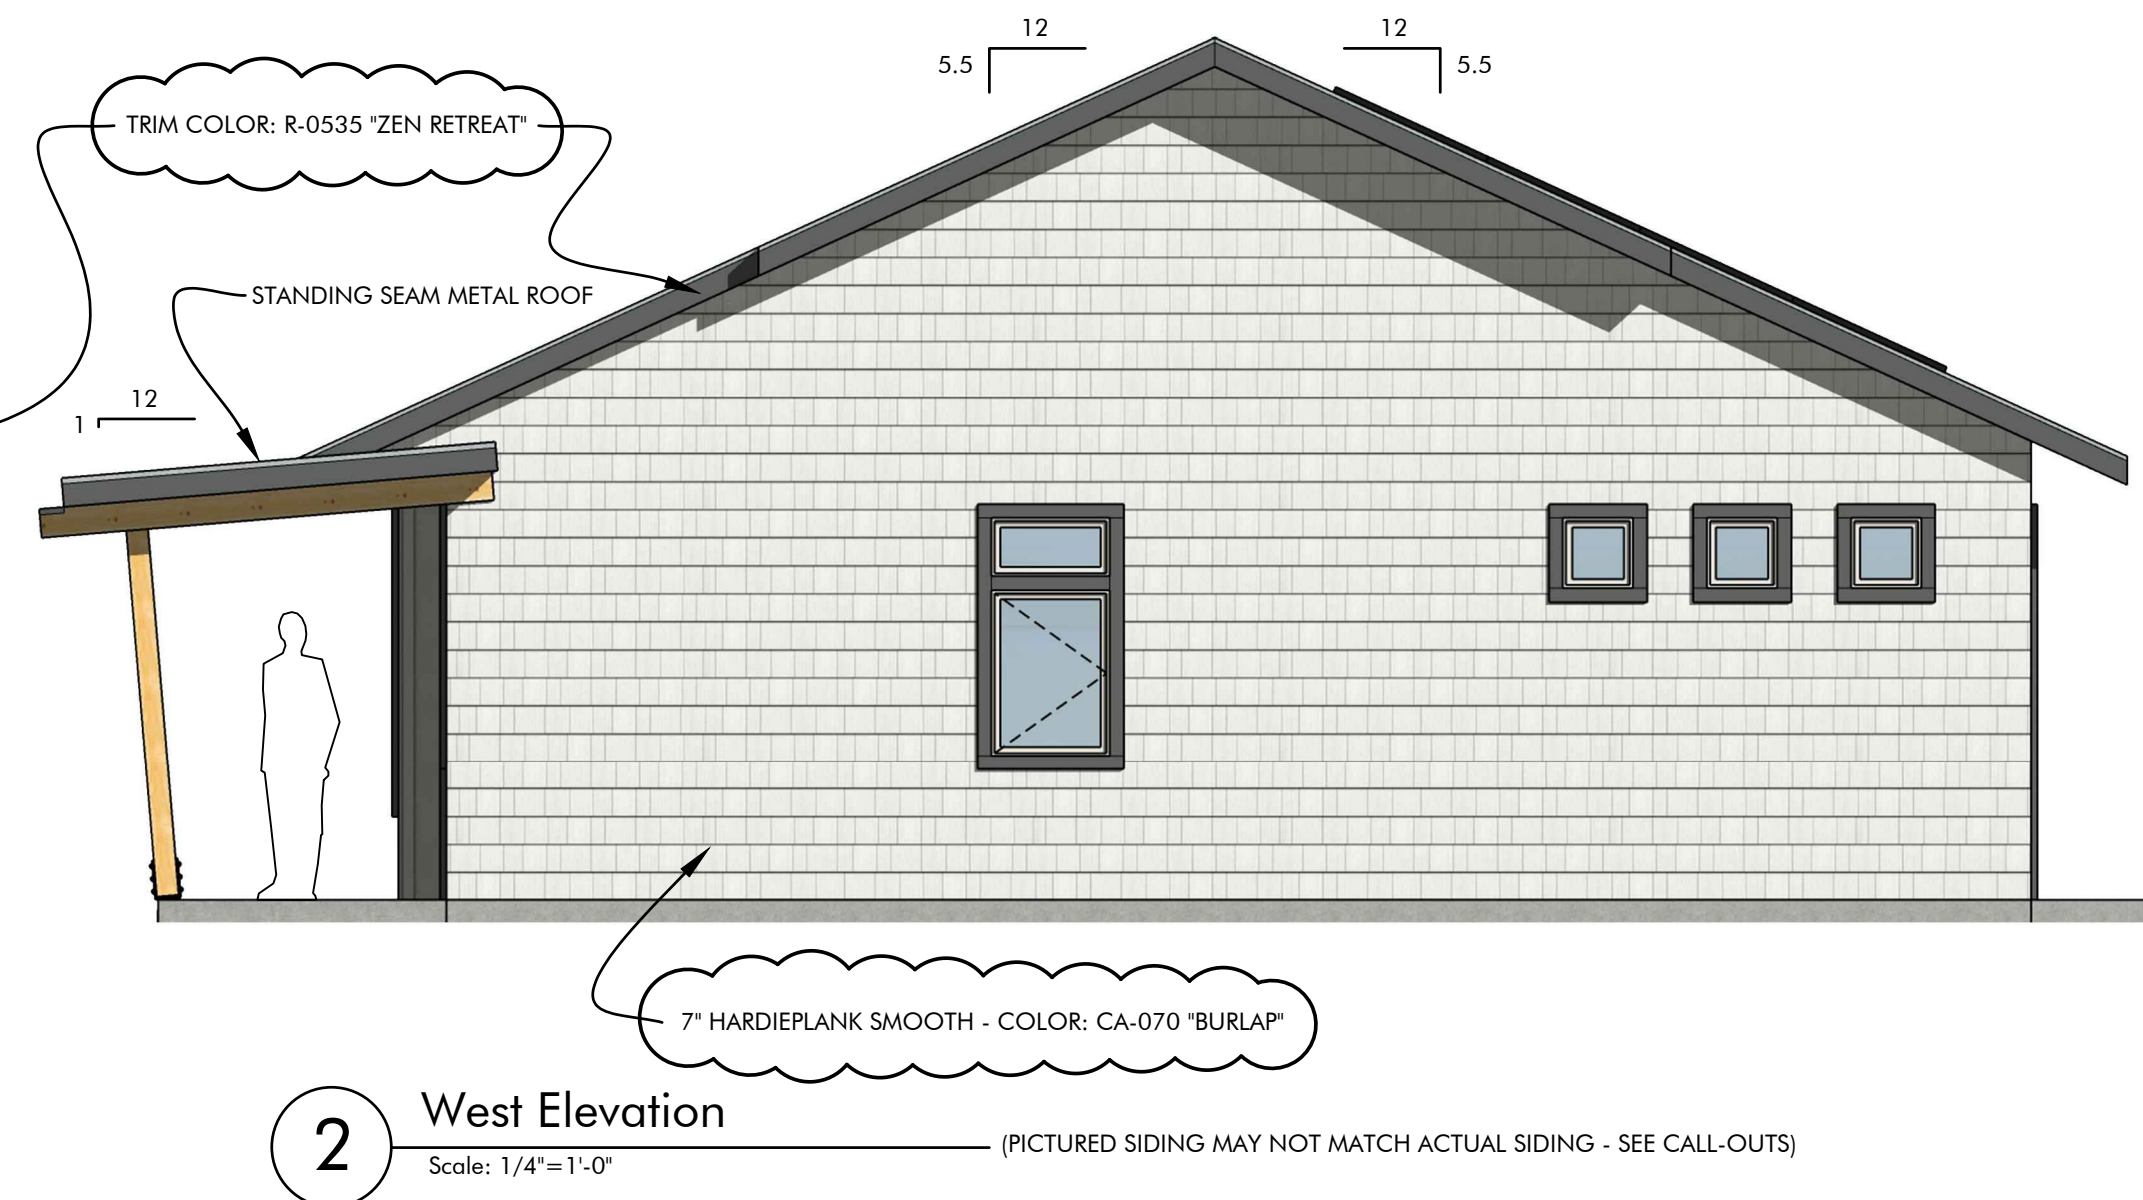 12
12
5.5
5.5
TRIM COLOR: R-0535 "ZEN RETREAT"
STANDING SEAM METAL ROOF
12
1
7" HARDIEPLANK SMOOTH - COLOR: CA-070 "BURLAP"
2
West Elevation
(PICTURED SIDING MAY NOT MATCH ACTUAL SIDING - SEE CALL-OUTS)
Scale: 1/4"=1'-0"